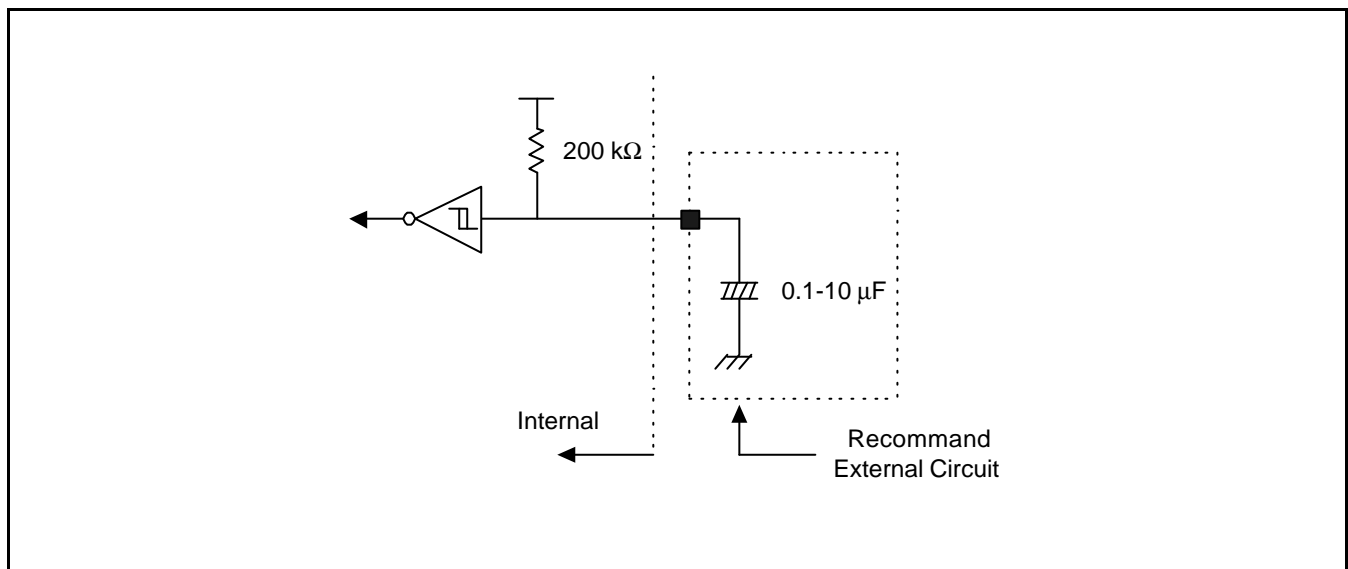 200 kΩ
0.1-10 μF
Internal
Recommand
External Circuit